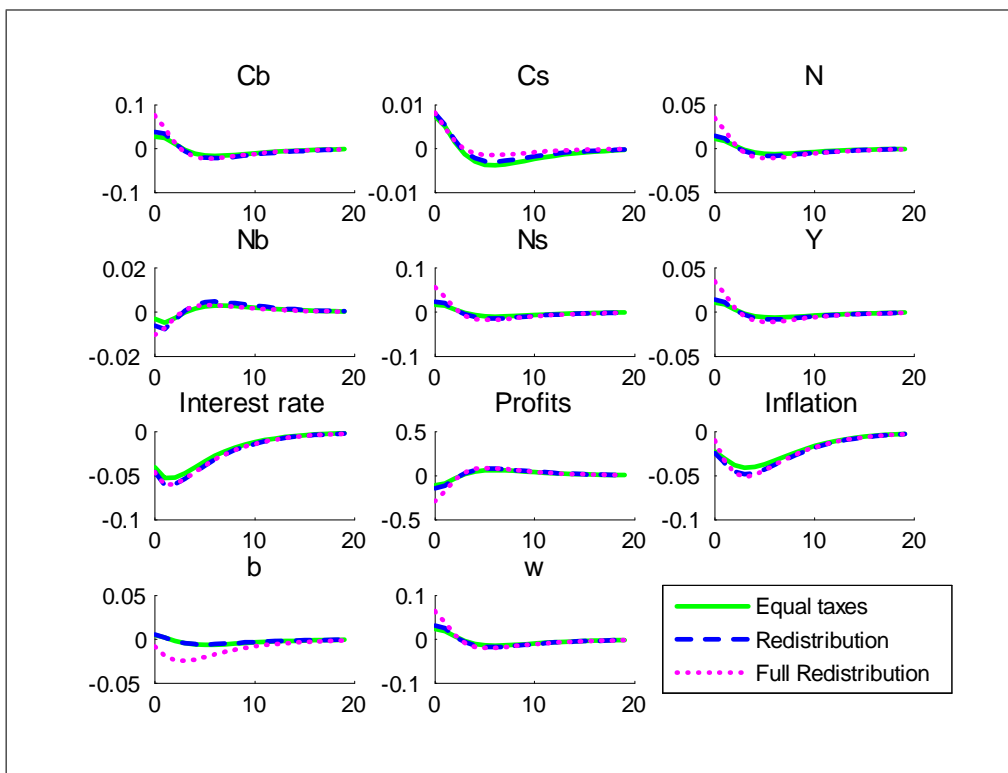 Cb
Cs
N
0.1
0
-0.1
0 10 20
0.01
0
-0.01
0 10 20
0.05
0
-0.05
0 10 20
Nb
Ns
Y
0.02
0
-0.02
0 10 20
0.1
0
-0.1
0 10 20
0.05
0
-0.05
0 10 20
Interest rate
Profits
Inflation
0
-0.05
-0.1
0 10 20
0.5
0
-0.5
0 10 20
0
-0.05
-0.1
0 10 20
b
w
0.05
0
-0.05
0 10 20
0.1
0
-0.1
0 10 20
Equal taxes
Redistribution
Full Redistribution